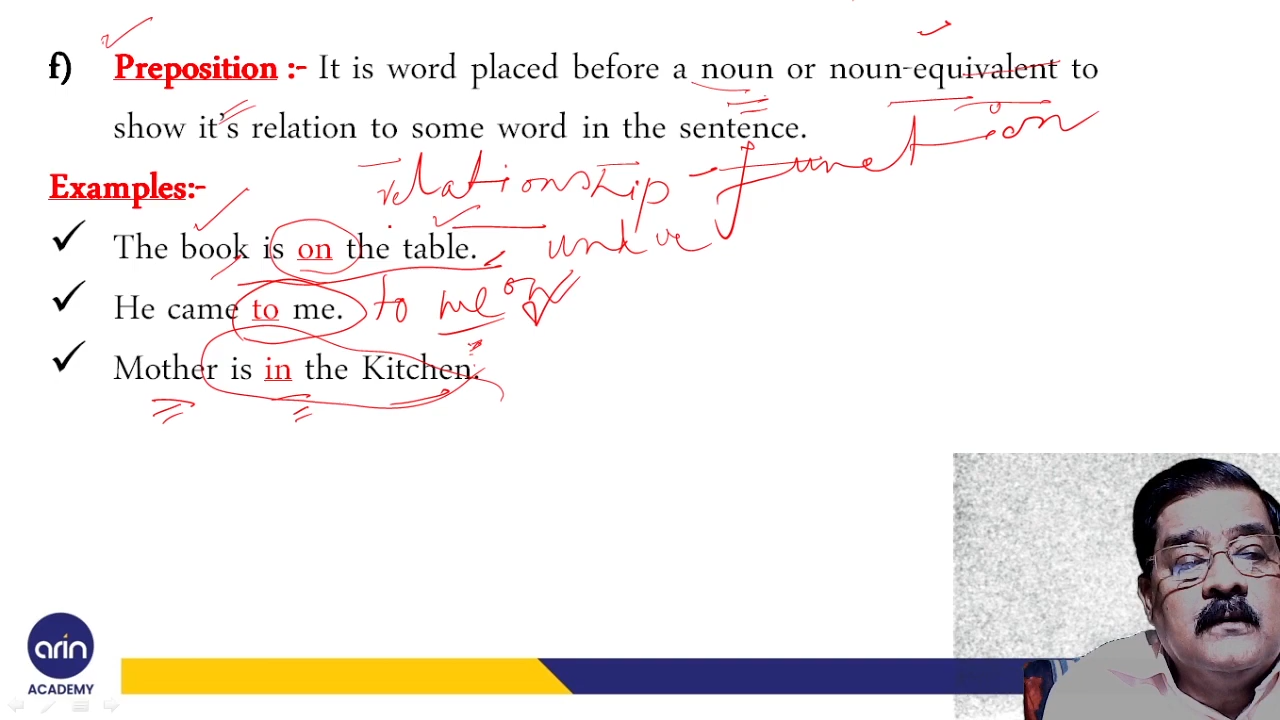 f) Preposition :- It is word placed before a noun or noun-equivalent to
show it's relation to some word in the sentence.
relationship - function
Examples:-
✓ The book is on the table.
✓ He came to me. to me
✓ Mother is in the Kitchen.
arin
ACADEMY